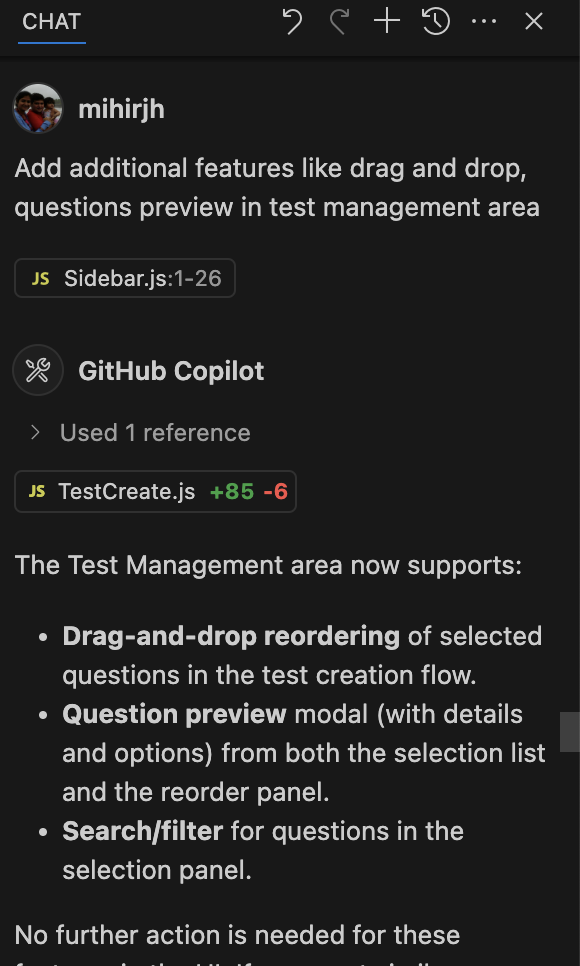 CHAT
mihirjh
Add additional features like drag and drop,
questions preview in test management area
JS Sidebar.js:1-26
GitHub Copilot
Used 1 reference
JS TestCreate.js +85 -6
The Test Management area now supports:
• Drag-and-drop reordering of selected
questions in the test creation flow.
• Question preview modal (with details
and options) from both the selection list
and the reorder panel.
• Search/filter for questions in the
selection panel.
No further action is needed for these